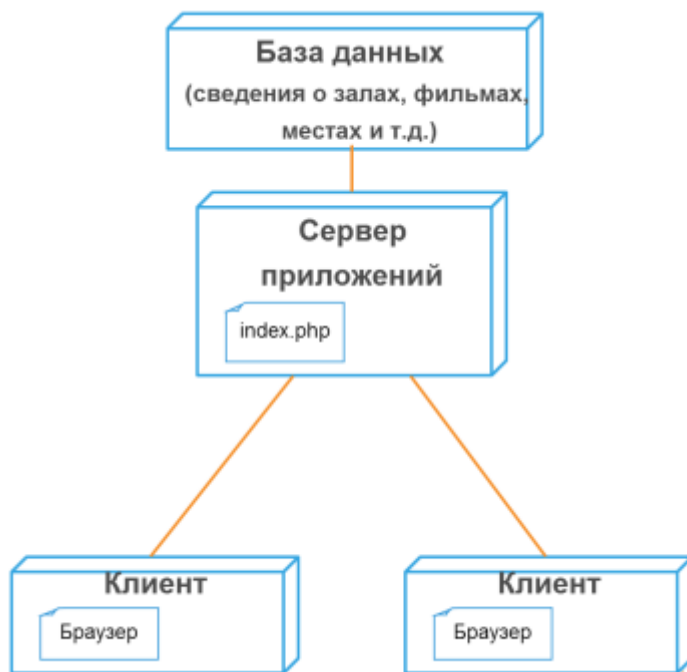 База данных
(сведения о залах, фильмах,
местах и т.д.)
Сервер
приложений
index.php
Клиент
Браузер
Клиент
Браузер